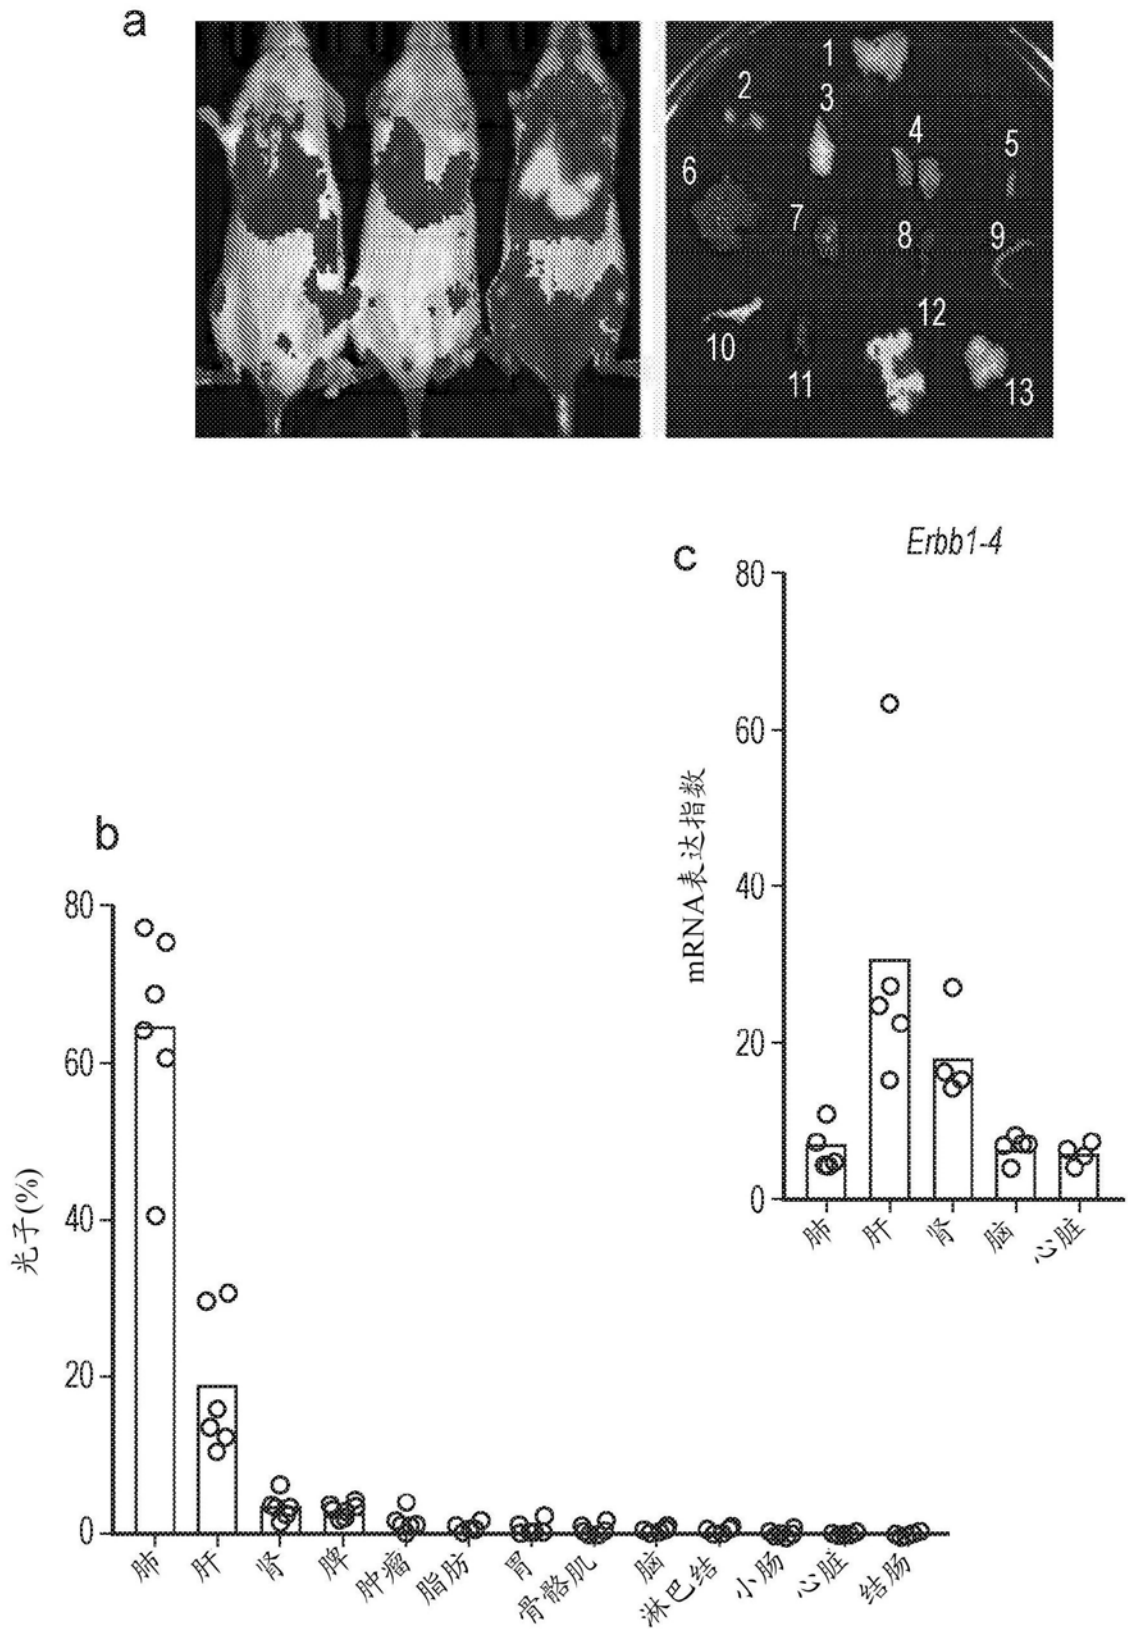 a
1
2
3
4
5
6
7
8
9
10
11
12
13
c
Erbb1-4
mRNA表达指数
80
60
40
20
0
肺
肝
肾
脑
心脏
b
光子(%)
80
60
40
20
0
肺
肝
肾
脾
肿瘤
脂肪
胃
骨骼肌
脑
淋巴结
小肠
心脏
结肠